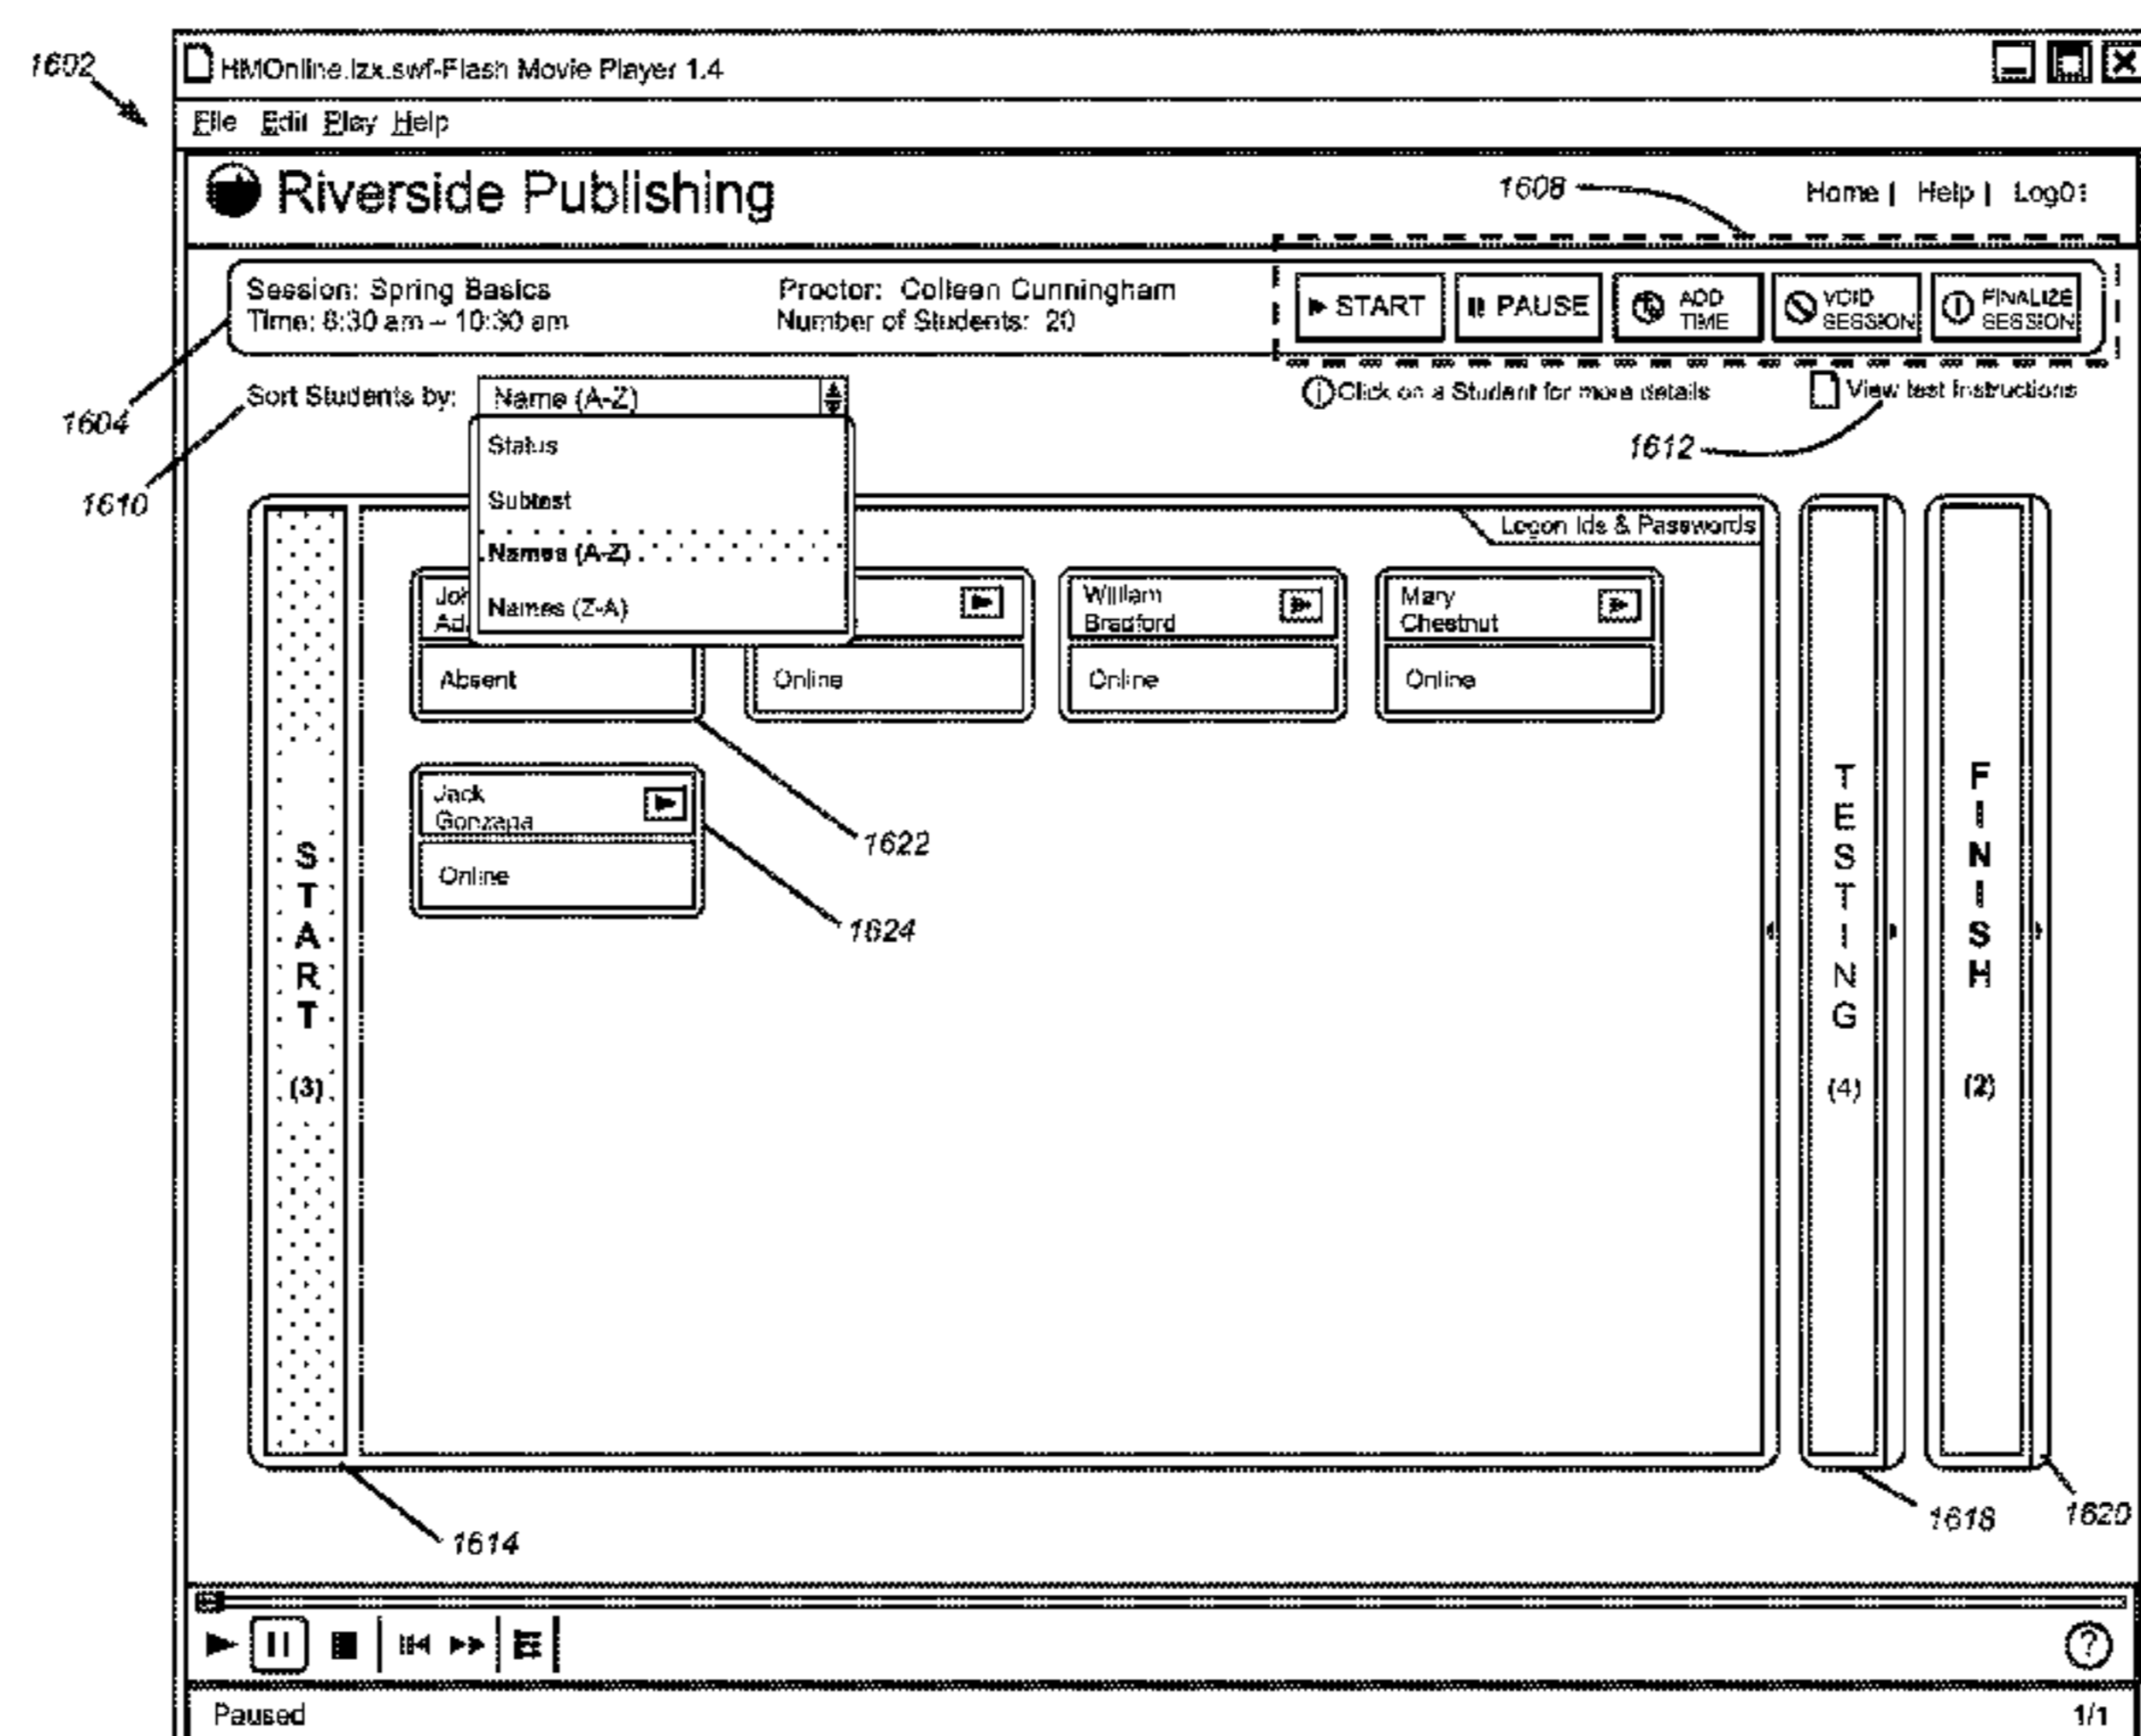 1602
HMOnline.lzx.swf-Flash Movie Player 1.4
File Edit Play Help
Riverside Publishing
1608
Home | Help |
Session: Spring Basics
Time: 8:30 am – 10:30 am
Proctor: Colleen Cunningham
Number of Students: 20
START
PAUSE
ADD
TIME
VOID
SESSION
FINALIZE
SESSION
1604
Sort Students by:
Name (A-Z)
Click on a Student for more details
View test instructions
1612
1610
Status
Subtest
Names (A-Z)
Names (Z-A)
Logon Ids & Passwords
Absent
Online
William
Bradford
Online
Mary
Chestnut
Online
Jack
Gonzapa
Online
1622
1624
START
(3)
TESTING
(4)
FINISH
(2)
1614
1618
1620
Paused
1/1